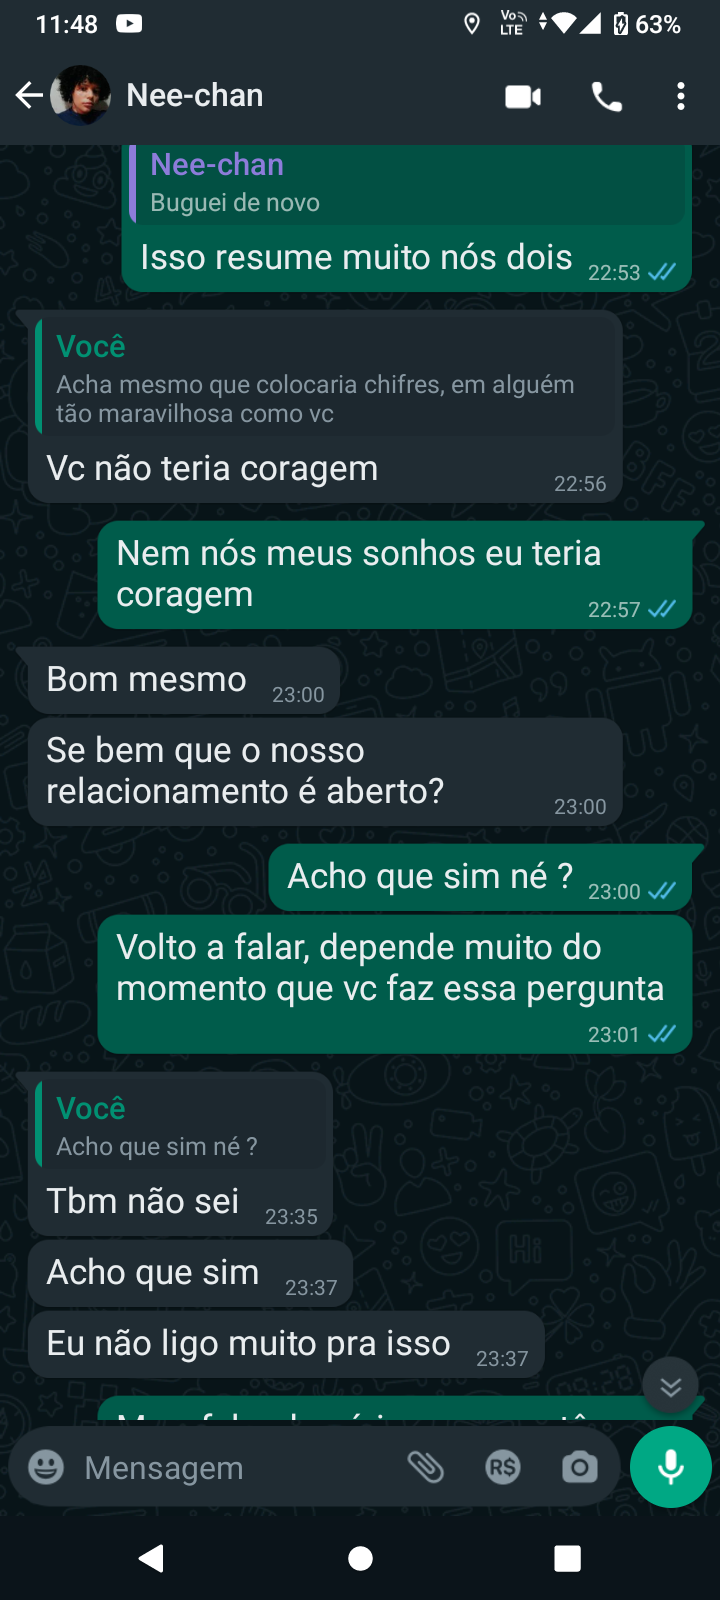 11:48
Vo
LTE
63%
Nee-chan
Nee-chan
Buguei de novo
Isso resume muito nós dois
22:53
Você
Acha mesmo que colocaria chifres, em alguém
tão maravilhosa como vc
Vc não teria coragem
22:56
Nem nós meus sonhos eu teria
coragem
22:57
Bom mesmo
23:00
Se bem que o nosso
relacionamento é aberto?
23:00
Acho que sim né ?
23:00
Volto a falar, depende muito do
momento que vc faz essa pergunta
23:01
Você
Acho que sim né ?
Tbm não sei
23:35
Acho que sim
23:37
Eu não ligo muito pra isso
23:37
Mensagem
R$